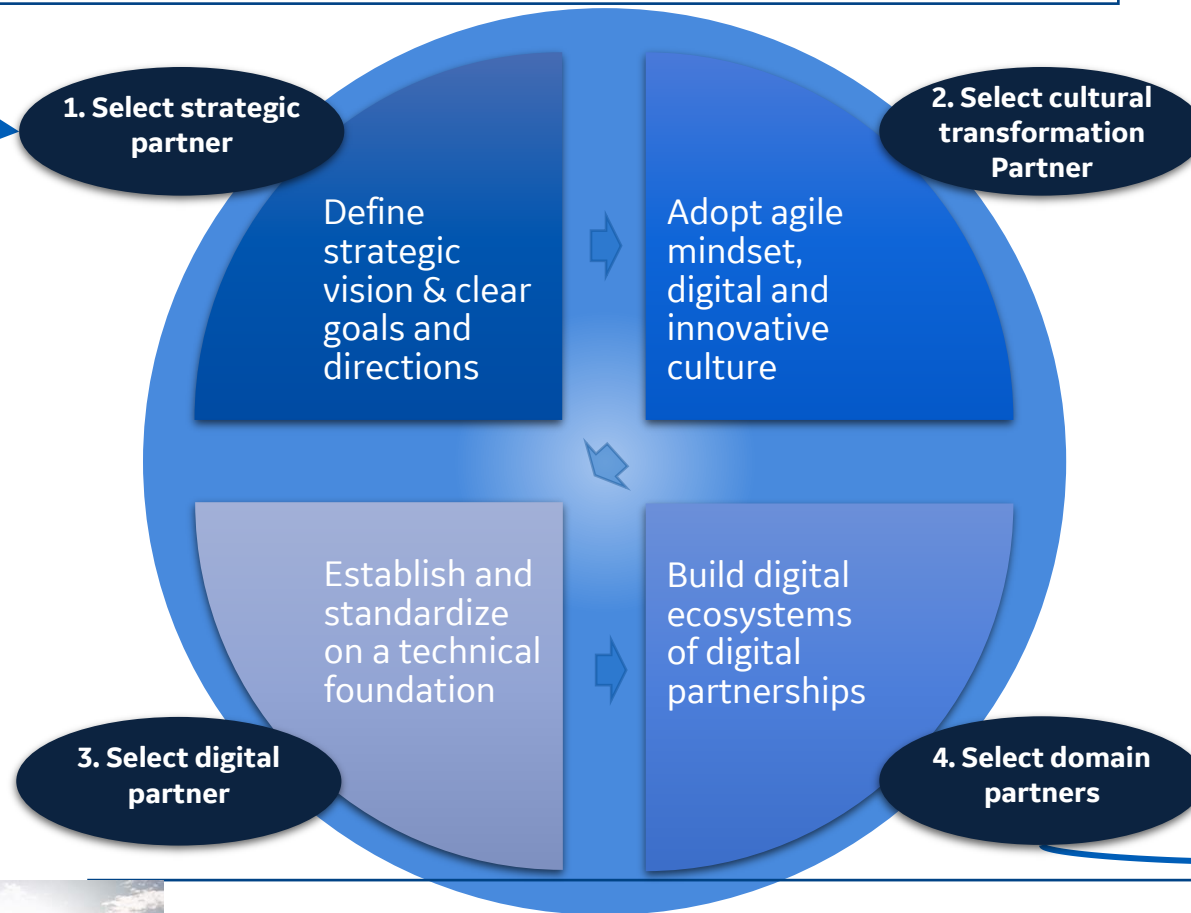 1. Select strategic
partner
2. Select cultural
transformation
Partner
Define
strategic
vision & clear
goals and
directions
Adopt agile
mindset,
digital and
innovative
culture
Establish and
standardize
on a technical
foundation
Build digital
ecosystems
of digital
partnerships
3. Select digital
partner
4. Select domain
partners